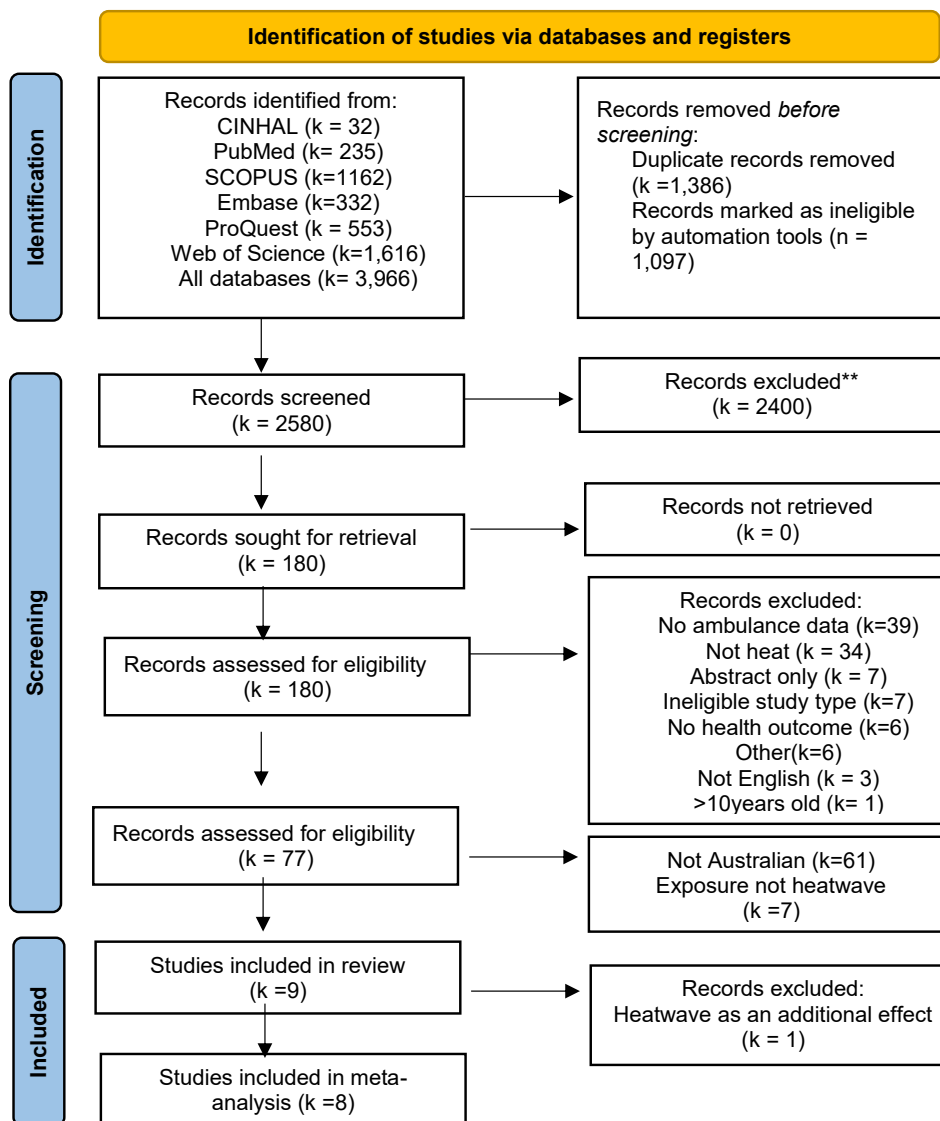 Identification of studies via databases and registers
Identification
Records identified from:
CINHAL (k = 32)
PubMed (k= 235)
SCOPUS (k=1162)
Embase (k=332)
ProQuest (k = 553)
Web of Science (k=1,616)
All databases (k= 3,966)
Records removed before
screening:
Duplicate records removed
(k =1,386)
Records marked as ineligible
by automation tools (n =
1,097)
Screening
Records screened
(k = 2580)
Records excluded**
(k = 2400)
Records sought for retrieval
(k = 180)
Records not retrieved
(k = 0)
Records assessed for eligibility
(k = 180)
Records excluded:
No ambulance data (k=39)
Not heat (k = 34)
Abstract only (k = 7)
Ineligible study type (k=7)
No health outcome (k=6)
Other(k=6)
Not English (k = 3)
>10years old (k= 1)
Records assessed for eligibility
(k = 77)
Not Australian (k=61)
Exposure not heatwave
(k =7)
Included
Studies included in review
(k =9)
Records excluded:
Heatwave as an additional effect
(k = 1)
Studies included in meta-
analysis (k =8)